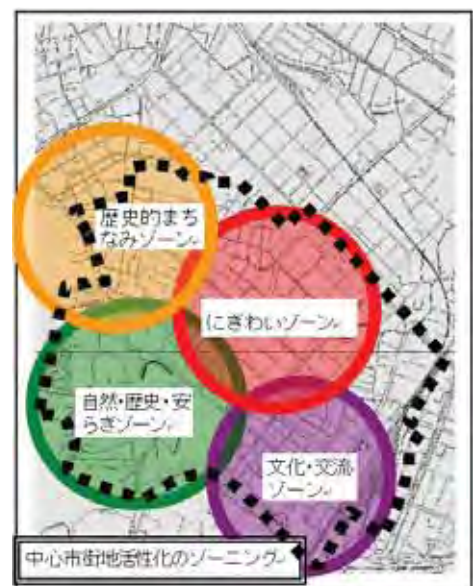 歴史的まち
なみゾーン
にぎわいゾーン
自然・歴史・安
らぎゾーン
文化・交流
ゾーン
中心市街地活性化のゾーニング